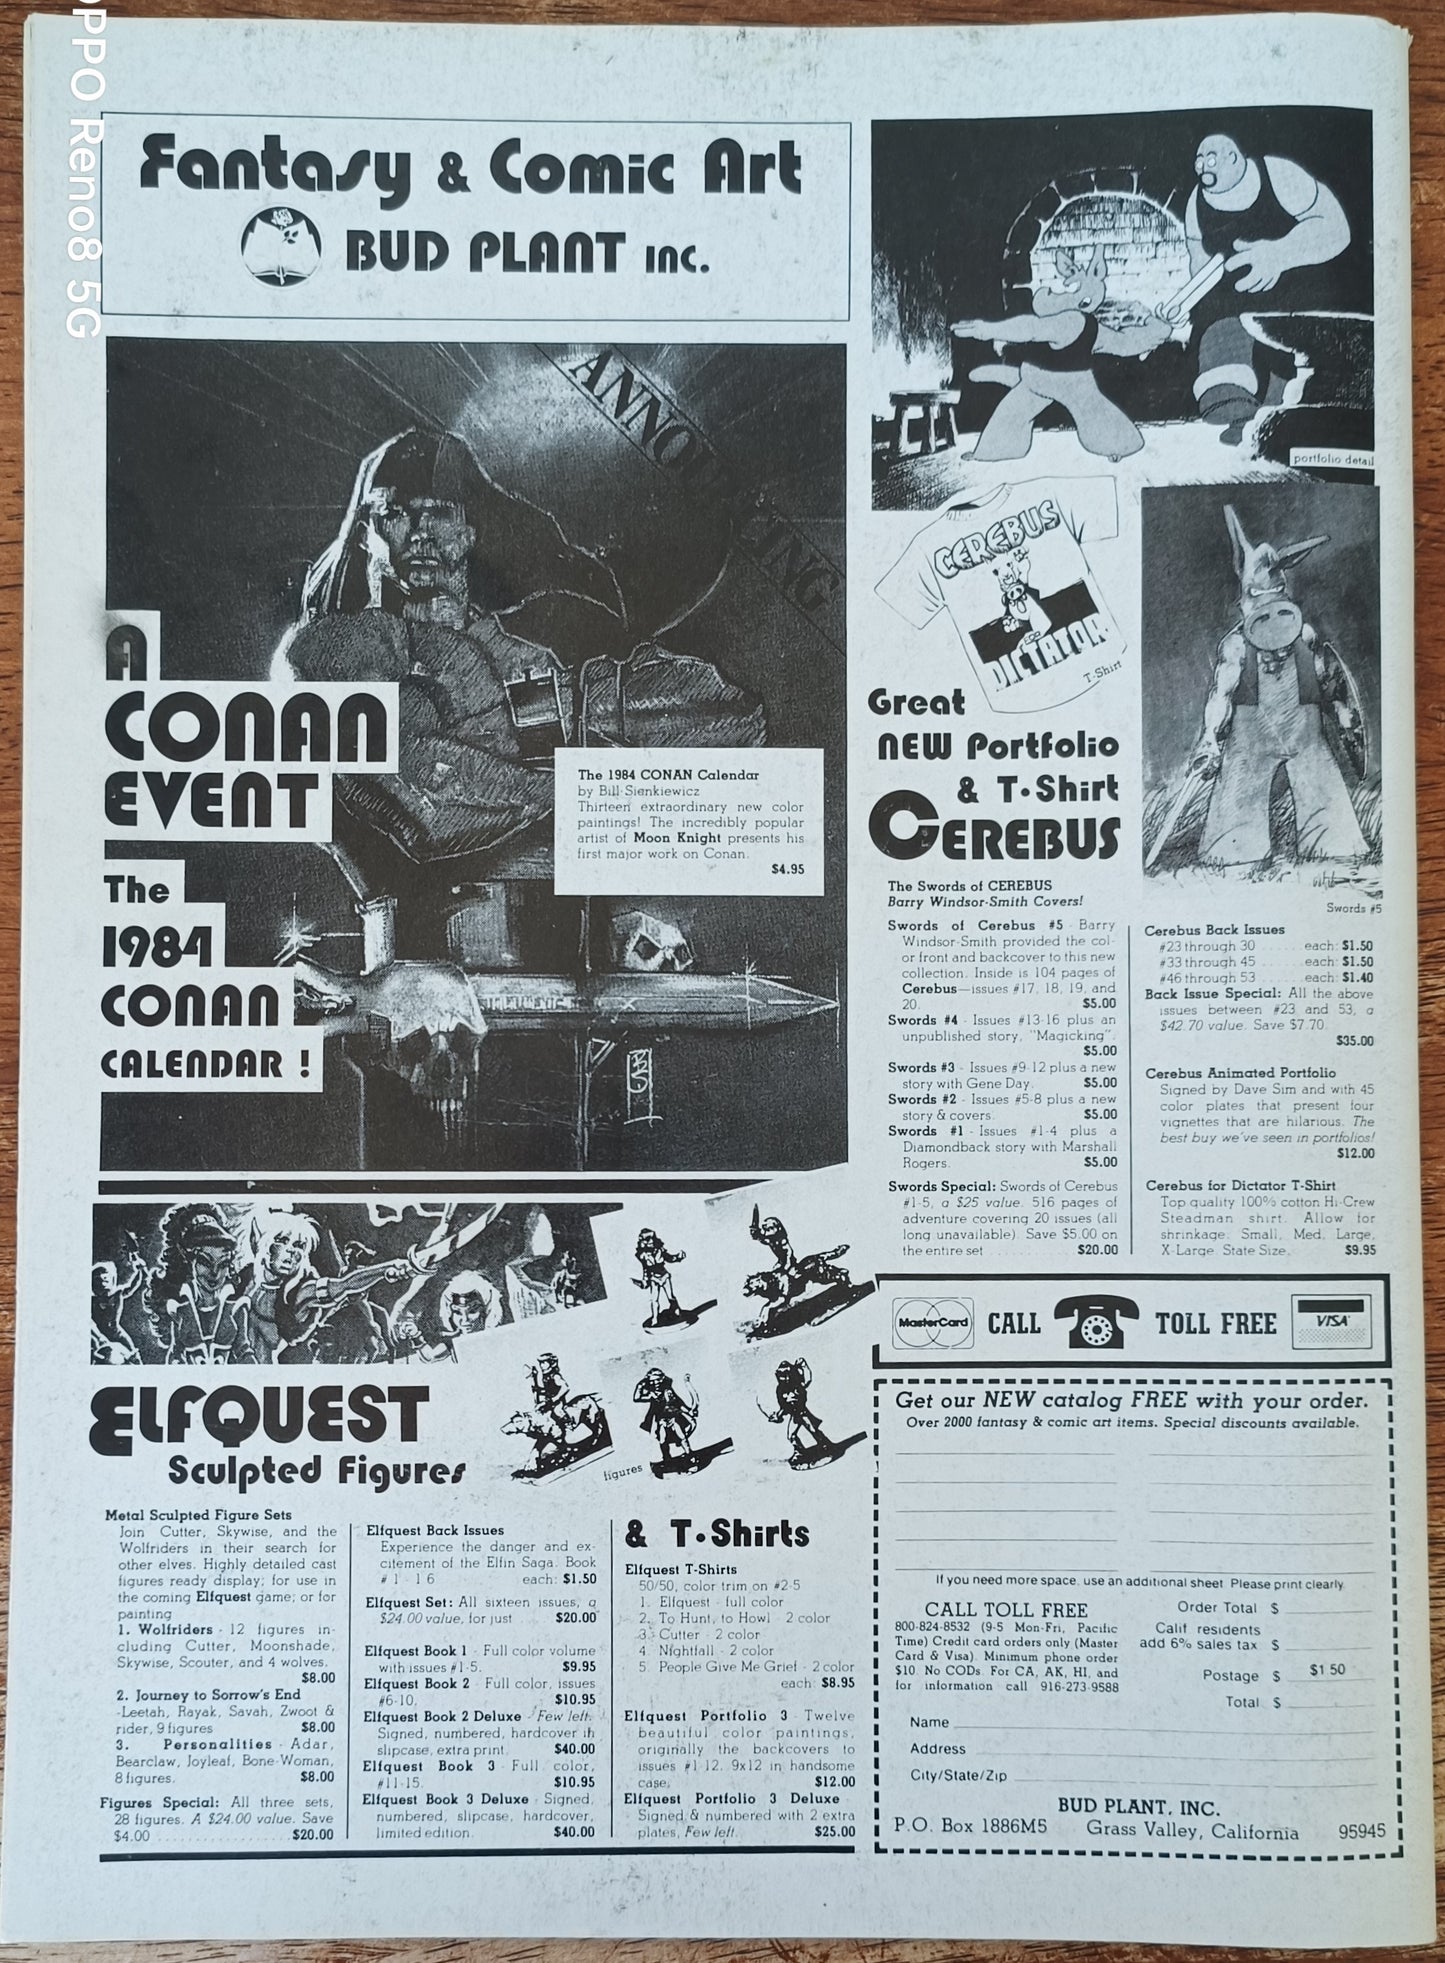 OPPO Reno8 5G
Fantasy & Comic Art
BUD PLANT INC.
ANNOUNCING
A
CONAN
EVENT
The
1984
CONAN
CALENDAR !
The 1984 CONAN Calendar
by Bill Sienkiewicz
Thirteen extraordinary new color
paintings! The incredibly popular
artist of Moon Knight presents his
first major work on Conan.
$4.95
portfolio detail
CEREBUS
FOR
DICTATOR
T-Shirt
Great
NEW Portfolio
& T•Shirt
CEREBUS
Swords #5
The Swords of CEREBUS
Barry Windsor-Smith Covers!
Swords of Cerebus #5 - Barry
Windsor-Smith provided the col-
or front and backcover to this new
collection. Inside is 104 pages of
Cerebus—issues #17, 18, 19, and
20. $5.00
Swords #4 - Issues #13-16 plus an
unpublished story, "Magicking".
$5.00
Swords #3 - Issues #9-12 plus a new
story with Gene Day. $5.00
Swords #2 - Issues #5-8 plus a new
story & covers. $5.00
Swords #1 - Issues #1-4 plus a
Diamondback story with Marshall
Rogers. $5.00
Swords Special: Swords of Cerebus
#1-5, a $25 value. 516 pages of
adventure covering 20 issues (all
long unavailable). Save $5.00 on
the entire set ........ $20.00
Cerebus Back Issues
#23 through 30 ..... each: $1.50
#33 through 45 ..... each: $1.50
#46 through 53 ..... each: $1.40
Back Issue Special: All the above
issues between #23 and 53, a
$42.70 value. Save $7.70.
$35.00
Cerebus Animated Portfolio
Signed by Dave Sim and with 45
color plates that present four
vignettes that are hilarious. The
best buy we've seen in portfolios!
$12.00
Cerebus for Dictator T-Shirt
Top quality 100% cotton Hi-Crew
Steadman shirt. Allow for
shrinkage: Small, Med, Large,
X-Large. State Size. $9.95
figures
ELFQUEST
Sculpted Figures
Metal Sculpted Figure Sets
Join Cutter, Skywise, and the
Wolfriders in their search for
other elves. Highly detailed cast
figures ready display; for use in
the coming Elfquest game; or for
painting
1. Wolfriders - 12 figures in-
cluding Cutter, Moonshade,
Skywise, Scouter, and 4 wolves.
$8.00
2. Journey to Sorrow's End
-Leetah, Rayak, Savah, Zwoot &
rider, 9 figures $8.00
3. Personalities - Adar,
Bearclaw, Joyleaf, Bone-Woman,
8 figures. $8.00
Figures Special: All three sets,
28 figures. A $24.00 value. Save
$4.00 ................ $20.00
Elfquest Back Issues
Experience the danger and ex-
citement of the Elfin Saga. Book
#1-16 each: $1.50
Elfquest Set: All sixteen issues, a
$24.00 value, for just ... $20.00
Elfquest Book 1 - Full color volume
with issues #1-5. $9.95
Elfquest Book 2 - Full color, issues
#6-10, $10.95
Elfquest Book 2 Deluxe - Few left.
Signed, numbered, hardcover in
slipcase, extra print. $40.00
Elfquest Book 3 - Full color,
#11-15. $10.95
Elfquest Book 3 Deluxe - Signed,
numbered, slipcase, hardcover,
limited edition. $40.00
& T•Shirts
Elfquest T-Shirts
50/50, color trim on #2-5
1. Elfquest - full color
2. To Hunt, to Howl - 2 color
3. Cutter - 2 color
4. Nightfall - 2 color
5. People Give Me Grief - 2 color
each: $8.95
Elfquest Portfolio 3 - Twelve
beautiful color paintings,
originally the backcovers to
issues #1-12. 9x12 in handsome
case, $12.00
Elfquest Portfolio 3 Deluxe -
Signed & numbered with 2 extra
plates, Few left. $25.00
MasterCard CALL TOLL FREE VISA
Get our NEW catalog FREE with your order.
Over 2000 fantasy & comic art items. Special discounts available.
If you need more space, use an additional sheet. Please print clearly.
CALL TOLL FREE
800-824-8532 (9-5 Mon-Fri, Pacific
Time) Credit card orders only (Master
Card & Visa). Minimum phone order
$10. No CODs. For CA, AK, HI, and
for information call 916-273-9588
Order Total $
Calif residents
add 6% sales tax $
Postage $ $1.50
Total $
Name
Address
City/State/Zip
BUD PLANT, INC.
P.O. Box 1886M5 Grass Valley, California 95945